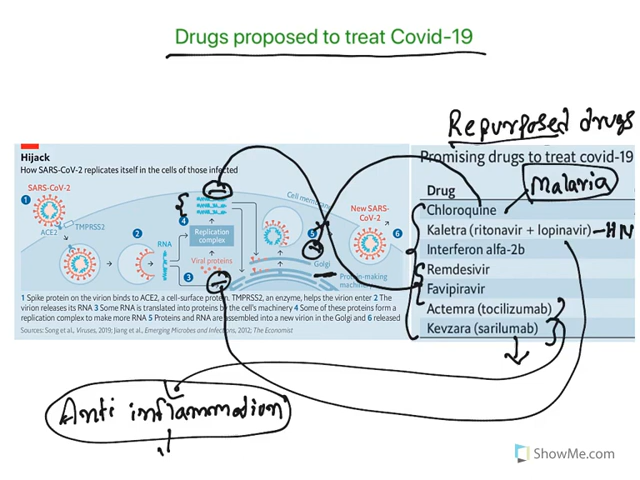 Drugs proposed to treat Covid-19
Repurposed drugs
Hijack
How SARS-CoV-2 replicates itself in the cells of those infected
SARS-CoV-2
1
ACE2
TMPRSS2
2
RNA
3
4
Replication
complex
Viral proteins
Cell membrane
5
Golgi
Protein-making
machinery
New SARS-
CoV-2
6
1 Spike protein on the virion binds to ACE2, a cell-surface protein. TMPRSS2, an enzyme, helps the virion enter 2 The
virion releases its RNA 3 Some RNA is translated into proteins by the cell's machinery 4 Some of these proteins form a
replication complex to make more RNA 5 Proteins and RNA are assembled into a new virion in the Golgi and 6 released
Sources: Song et al., Viruses, 2019; Jiang et al., Emerging Microbes and Infections, 2012; The Economist
Promising drugs to treat covid-19
Drug
Malaria
Chloroquine
Kaletra (ritonavir + lopinavir)
Interferon alfa-2b
Remdesivir
Favipiravir
Actemra (tocilizumab)
Kevzara (sarilumab)
Anti inflammation
ShowMe.com